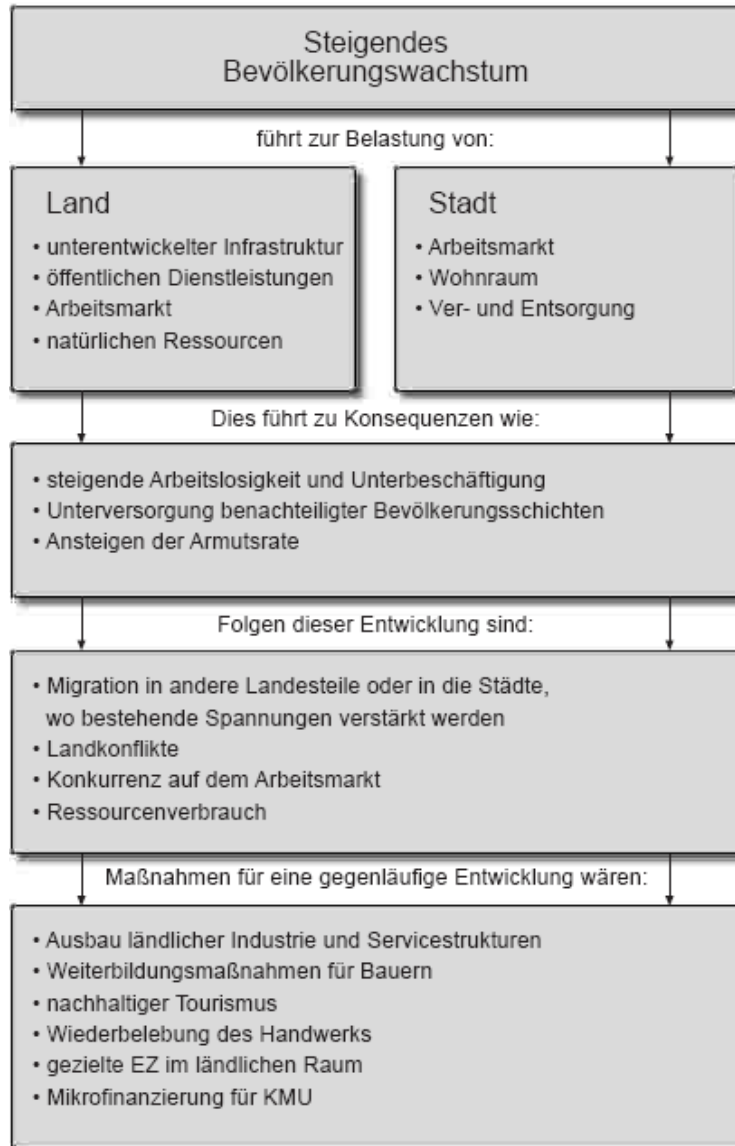 Steigendes
Bevölkerungswachstum
führt zur Belastung von:
Land
• unterentwickelter Infrastruktur
• öffentlichen Dienstleistungen
• Arbeitsmarkt
• natürlichen Ressourcen
Stadt
• Arbeitsmarkt
• Wohnraum
• Ver- und Entsorgung
Dies führt zu Konsequenzen wie:
• steigende Arbeitslosigkeit und Unterbeschäftigung
• Unterversorgung benachteiligter Bevölkerungsschichten
• Ansteigen der Armutsrate
Folgen dieser Entwicklung sind:
• Migration in andere Landesteile oder in die Städte,
wo bestehende Spannungen verstärkt werden
• Landkonflikte
• Konkurrenz auf dem Arbeitsmarkt
• Ressourcenverbrauch
Maßnahmen für eine gegenläufige Entwicklung wären:
• Ausbau ländlicher Industrie und Servicestrukturen
• Weiterbildungsmaßnahmen für Bauern
• nachhaltiger Tourismus
• Wiederbelebung des Handwerks
• gezielte EZ im ländlichen Raum
• Mikrofinanzierung für KMU